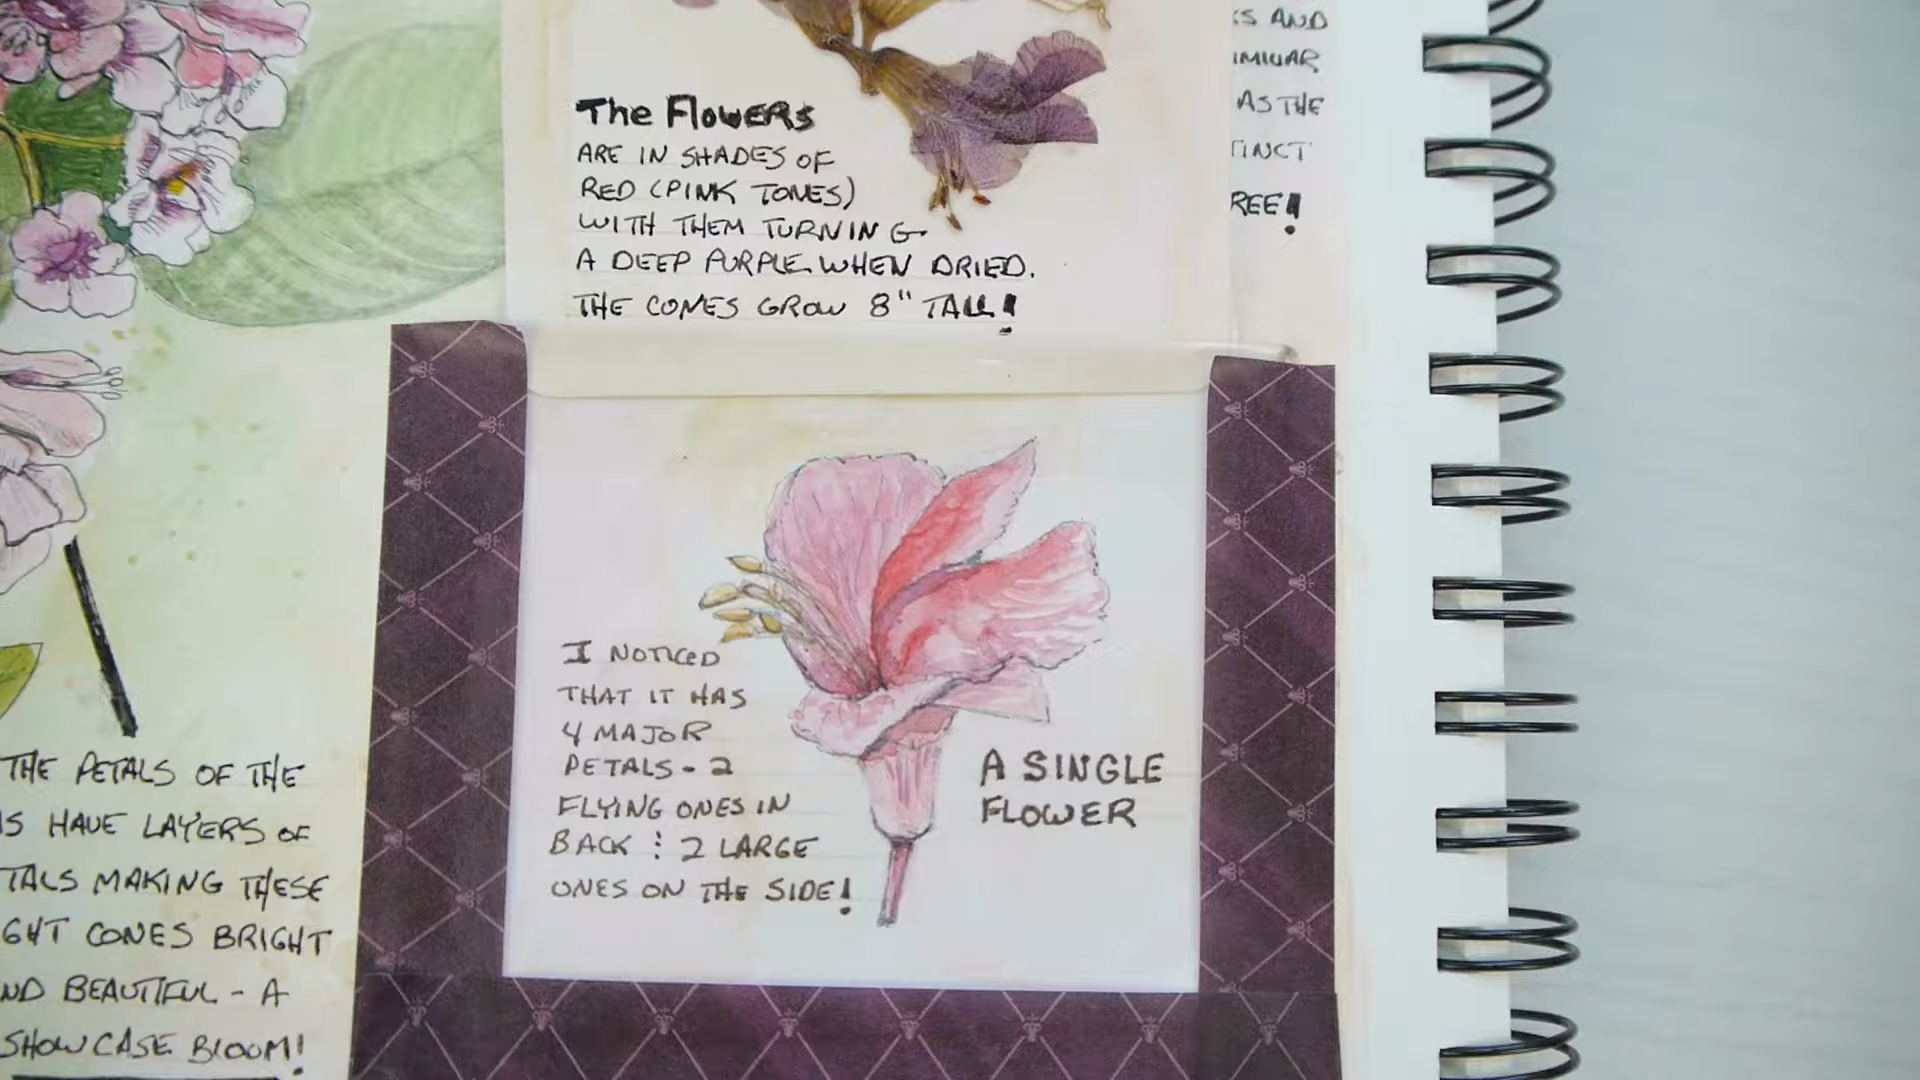 The Flowers
ARE IN SHADES OF
RED (PINK TONES)
WITH THEM TURNING
A DEEP PURPLE WHEN DRIED.
THE CONES GROW 8" TALL!
AND
AS THE
I NOTICED
THAT IT HAS
4 MAJOR
PETALS - 2
FLYING ONES IN
BACK & 2 LARGE
ONES ON THE SIDE!
A SINGLE
FLOWER
THE PETALS OF THE
HAVE LAYERS OF
MAKING THESE
CONES BRIGHT
BEAUTIFUL - A
SHOWCASE BLOOM!